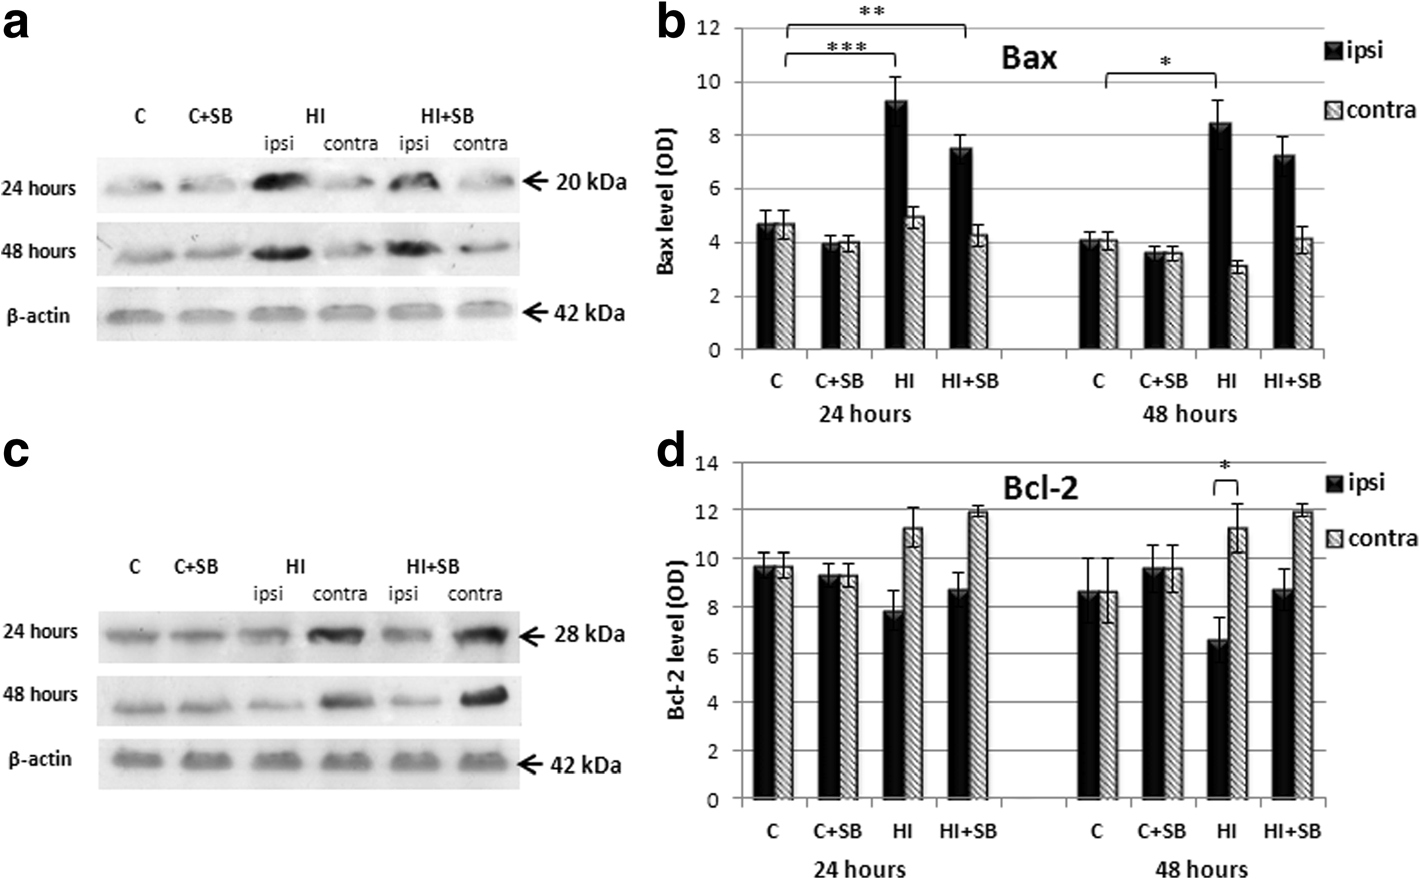 a
C C+SB HI HI+SB
ipsi contra ipsi contra
24 hours
20 kDa
48 hours
β-actin
42 kDa
b
**
***
*
Bax
ipsi
contra
Bax level (OD)
12
10
8
6
4
2
0
C C+SB HI HI+SB C C+SB HI HI+SB
24 hours 48 hours
c
C C+SB HI HI+SB
ipsi contra ipsi contra
24 hours
28 kDa
48 hours
β-actin
42 kDa
d
*
Bcl-2
ipsi
contra
Bcl-2 level (OD)
14
12
10
8
6
4
2
0
C C+SB HI HI+SB C C+SB HI HI+SB
24 hours 48 hours